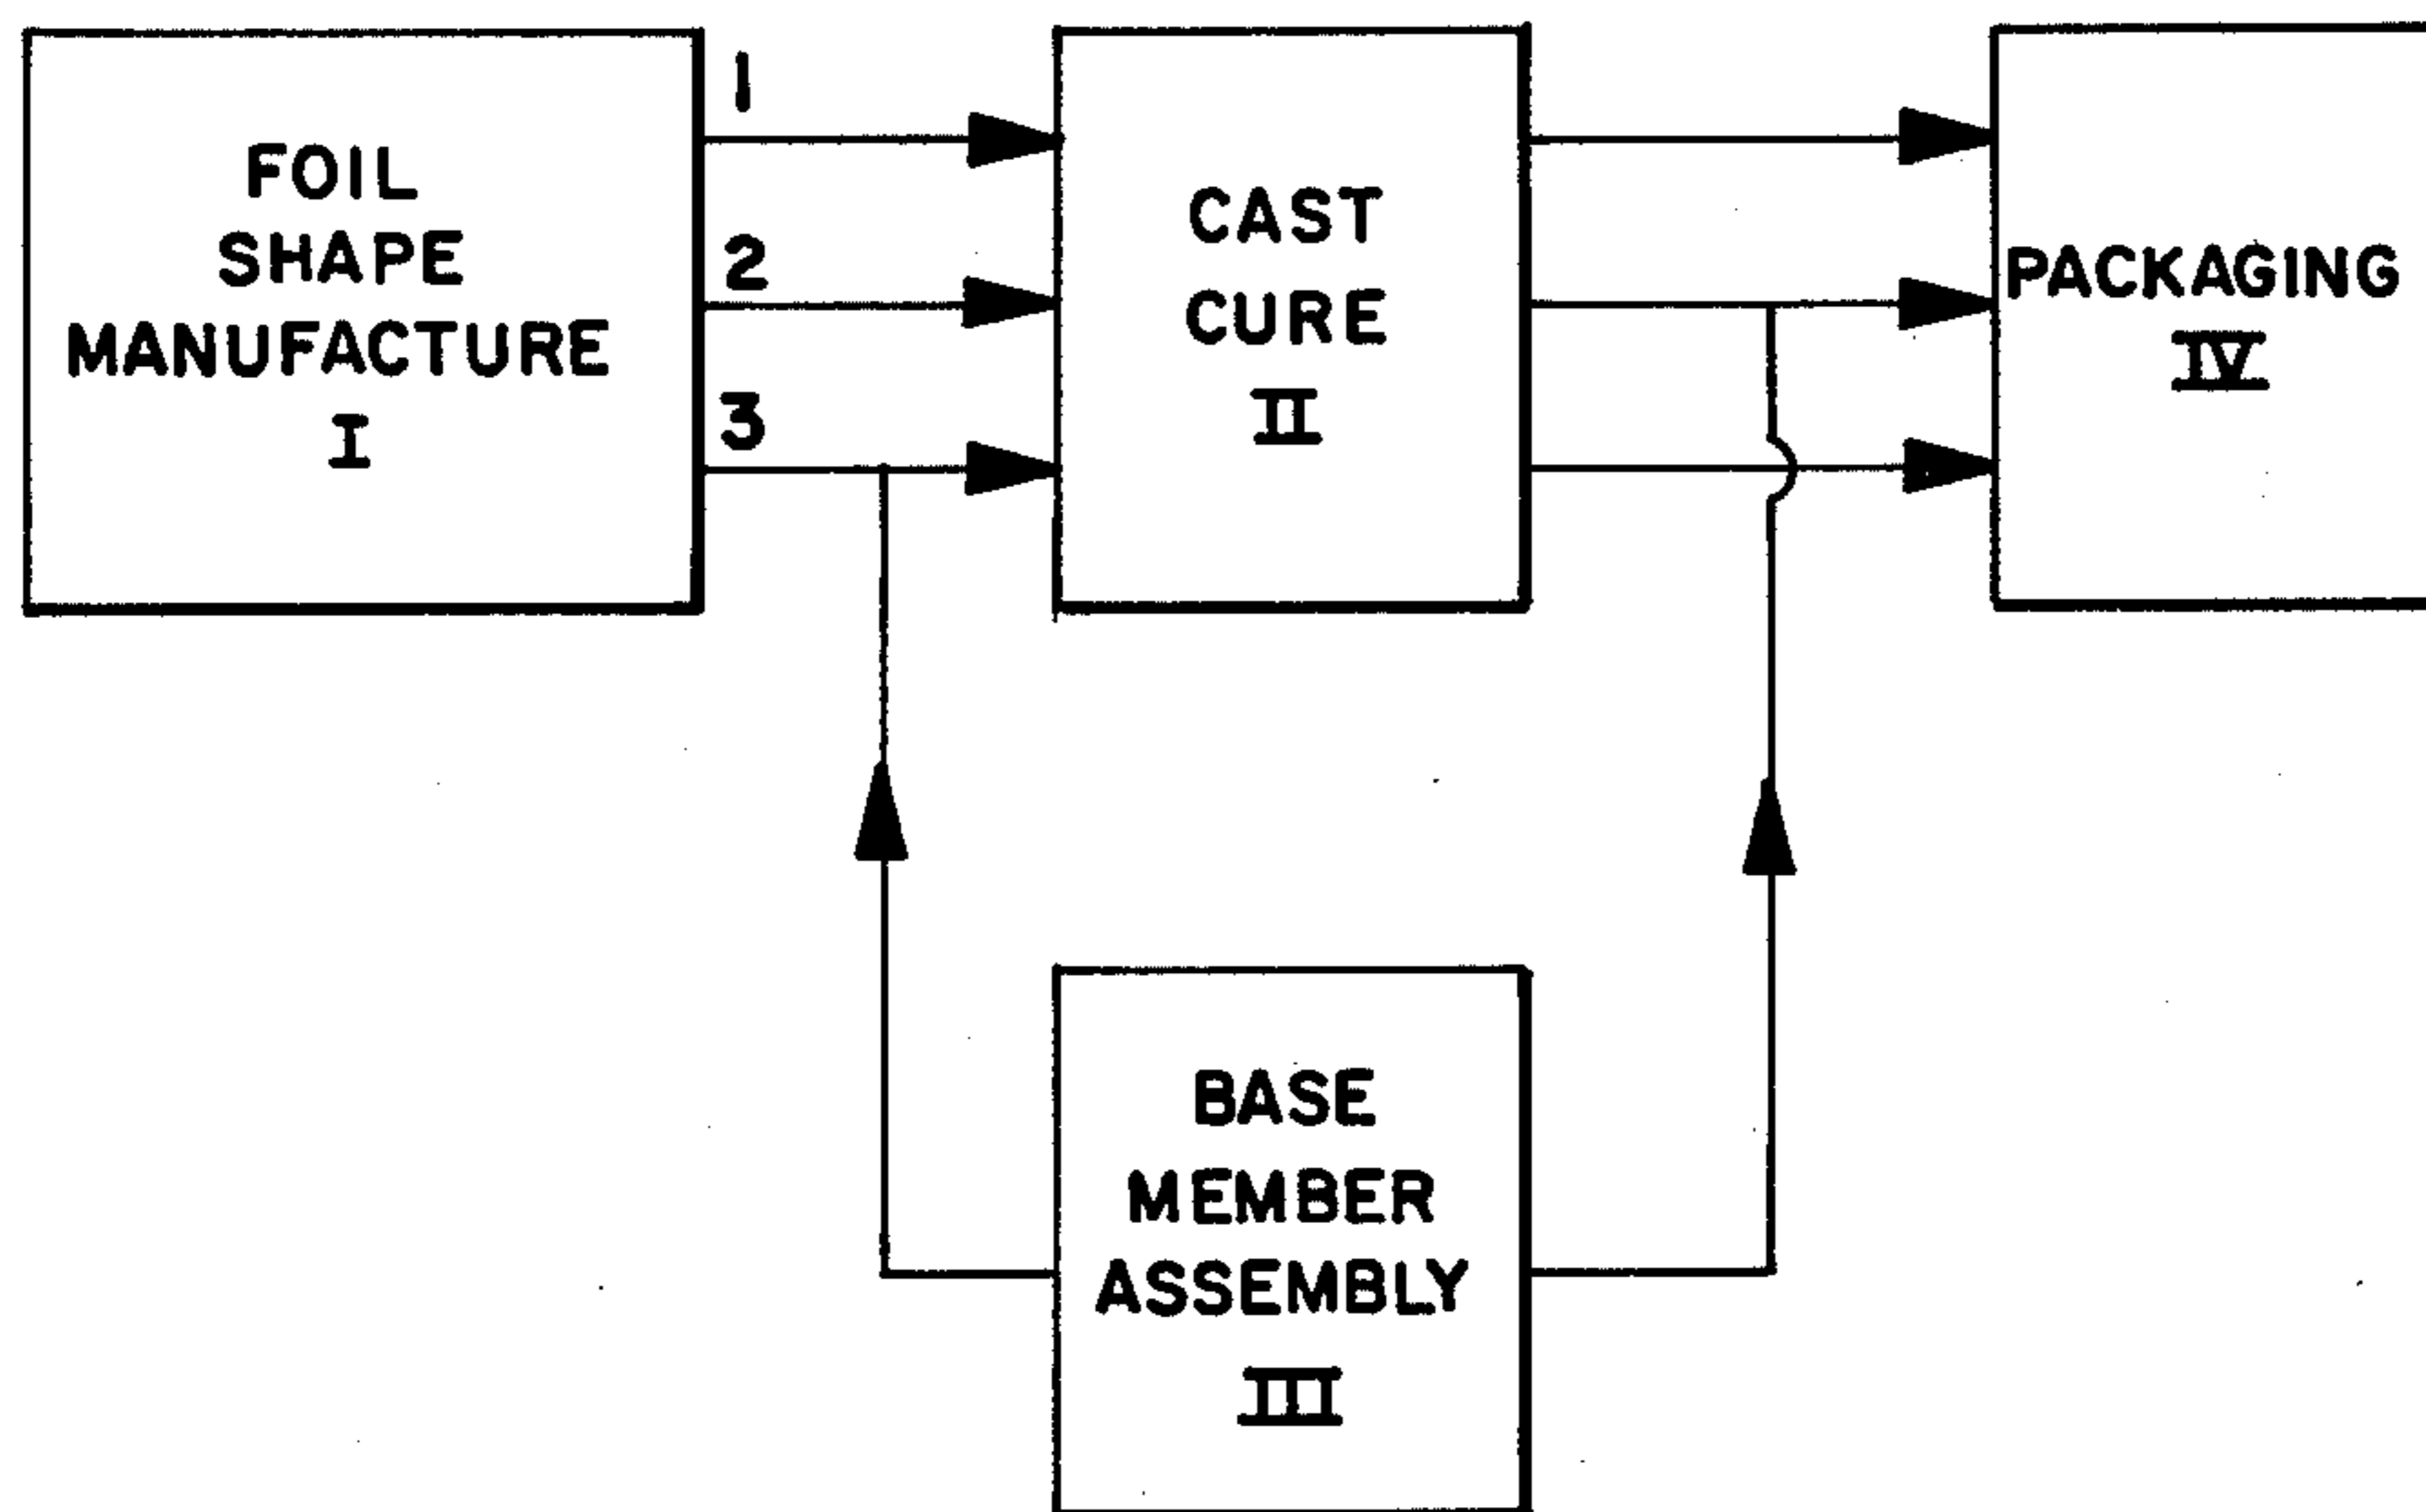 FOIL
SHAPE
MANUFACTURE
I
1
2
3
CAST
CURE
II
PACKAGING
IV
BASE
MEMBER
ASSEMBLY
III